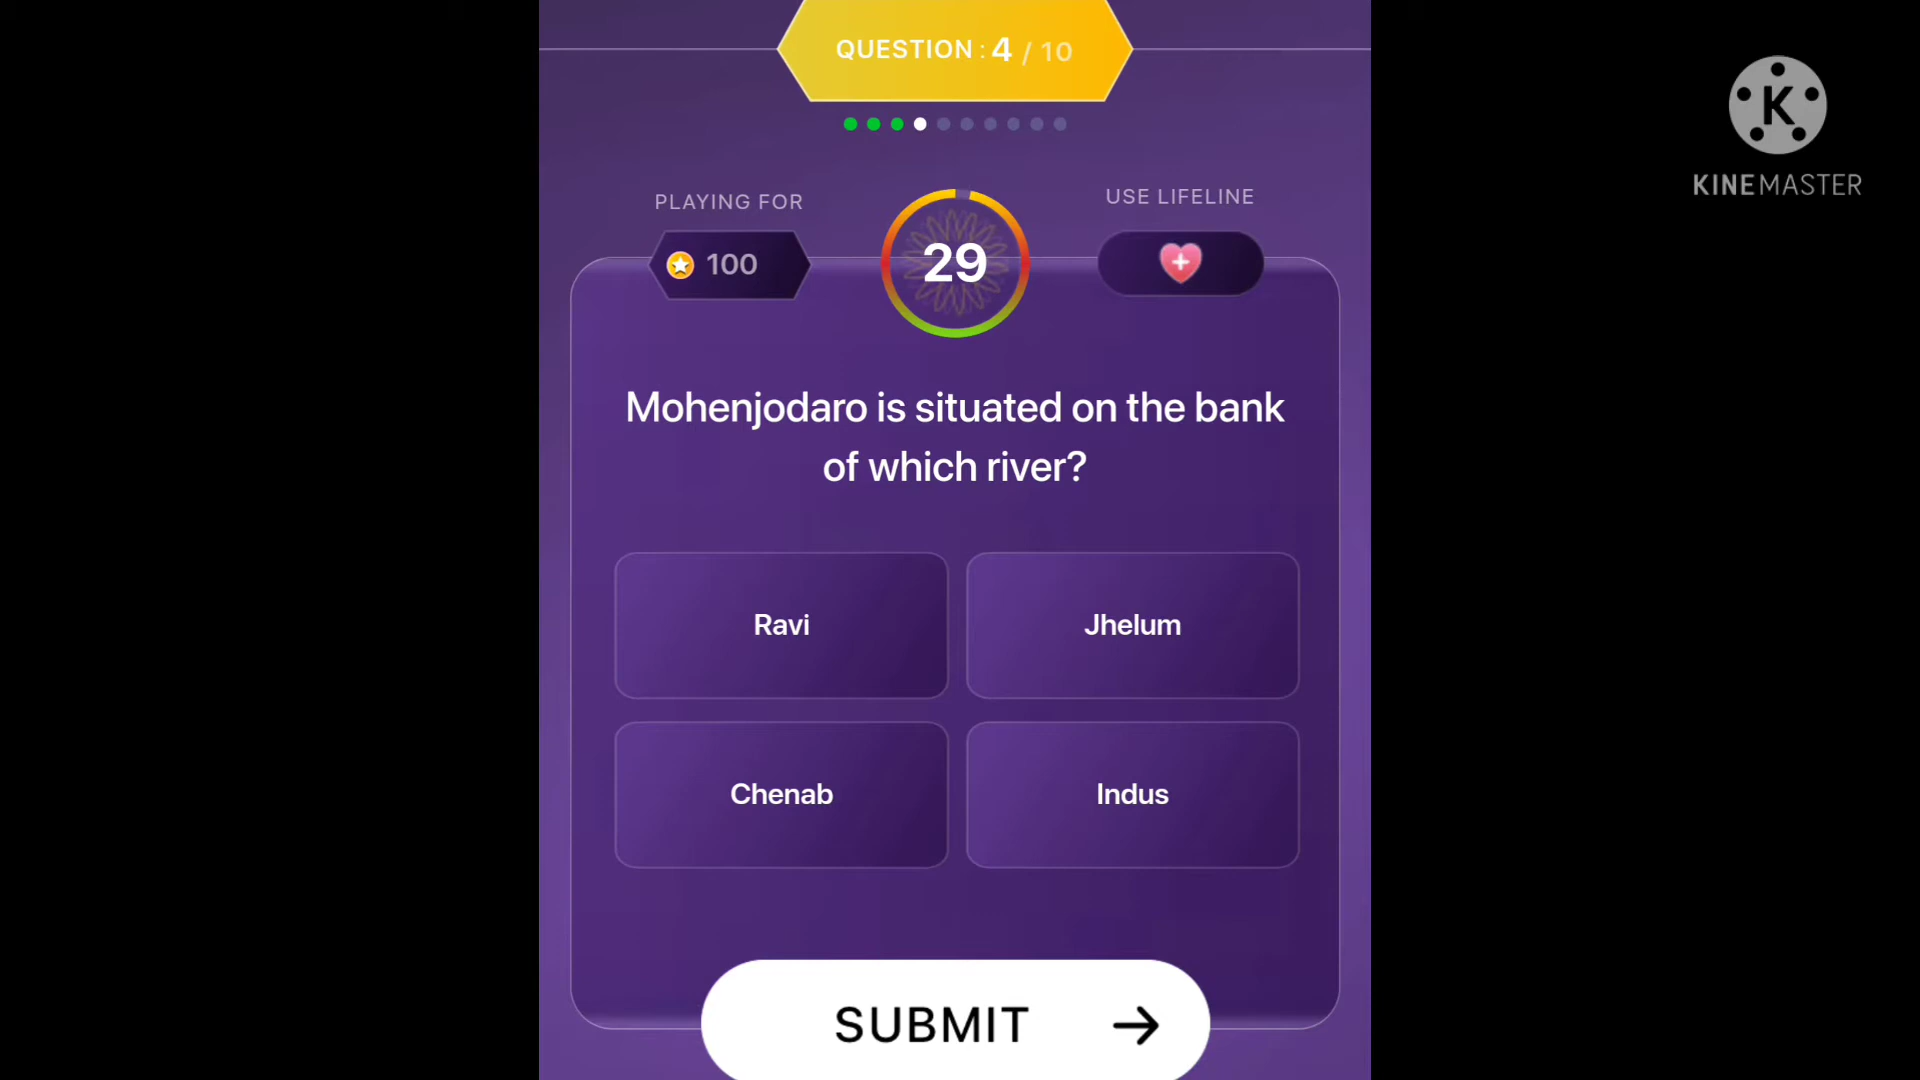 QUESTION : 4 / 10
PLAYING FOR
USE LIFELINE
100
29
Mohenjodaro is situated on the bank
of which river?
Ravi
Jhelum
Chenab
Indus
SUBMIT
K
KINEMASTER